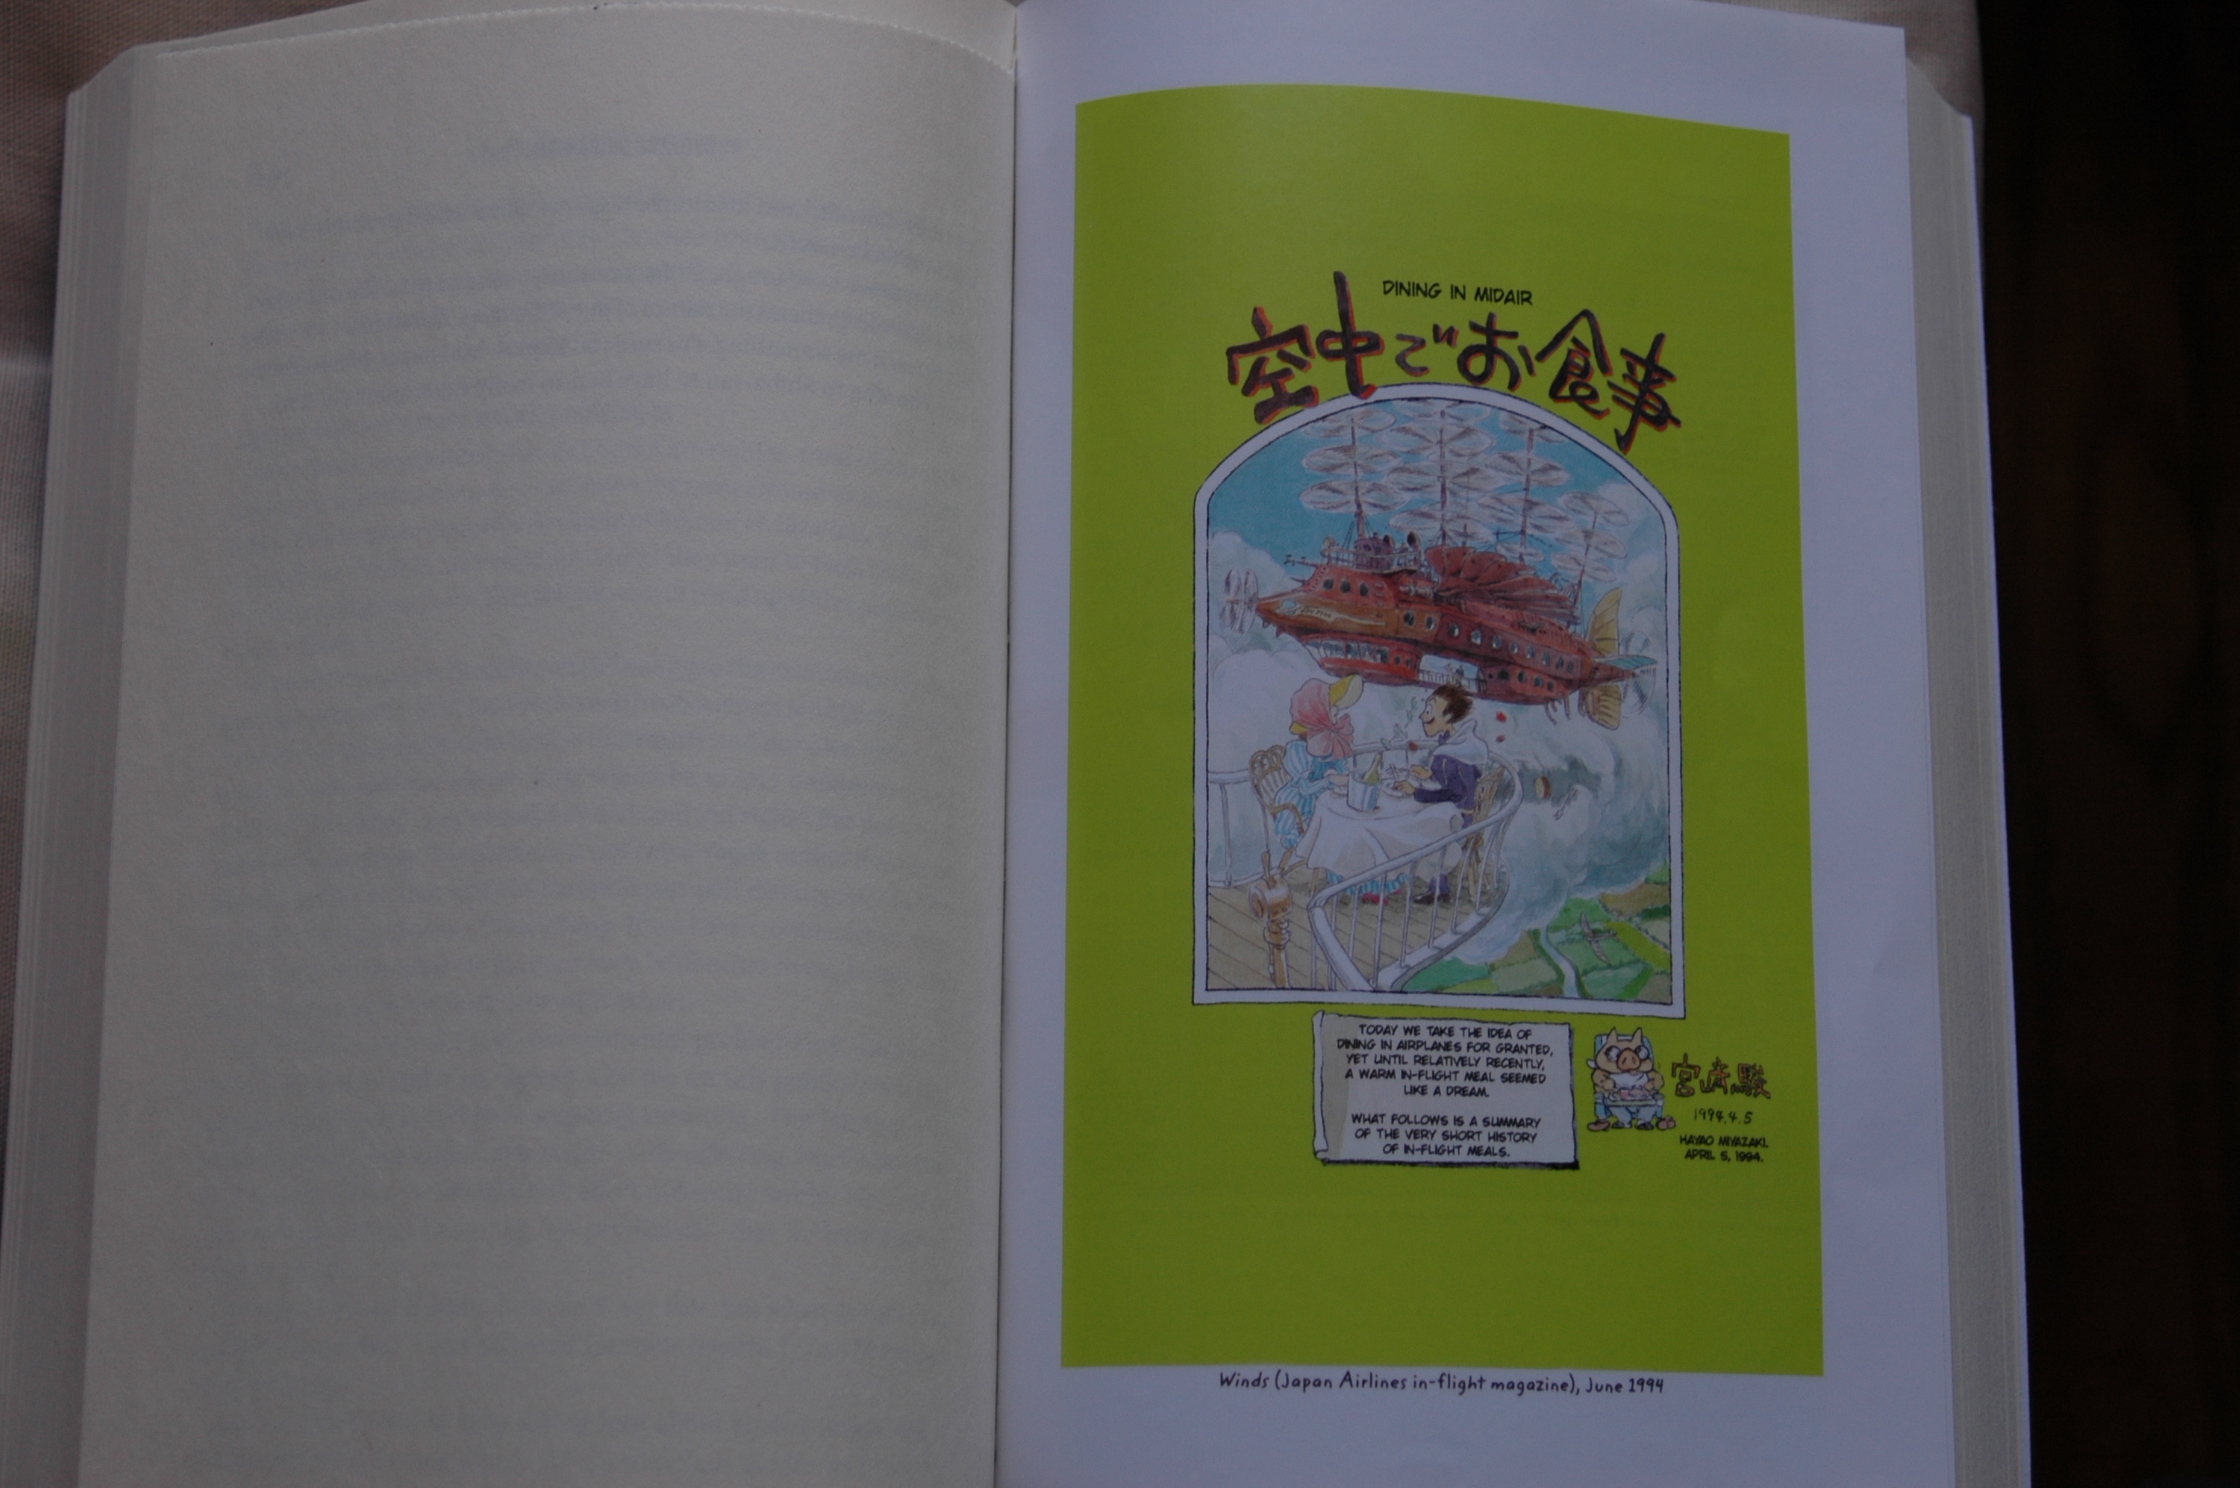 DINING IN MIDAIR
空中でお食事
TODAY WE TAKE THE IDEA OF
DINING IN AIRPLANES FOR GRANTED,
YET UNTIL RELATIVELY RECENTLY,
A WARM IN-FLIGHT MEAL SEEMED
LIKE A DREAM.
WHAT FOLLOWS IS A SUMMARY
OF THE VERY SHORT HISTORY
OF IN-FLIGHT MEALS.
宮崎駿
1994.4.5
HAYAO MIYAZAKI.
APRIL 5, 1994.
Winds (Japan Airlines in-flight magazine), June 1994